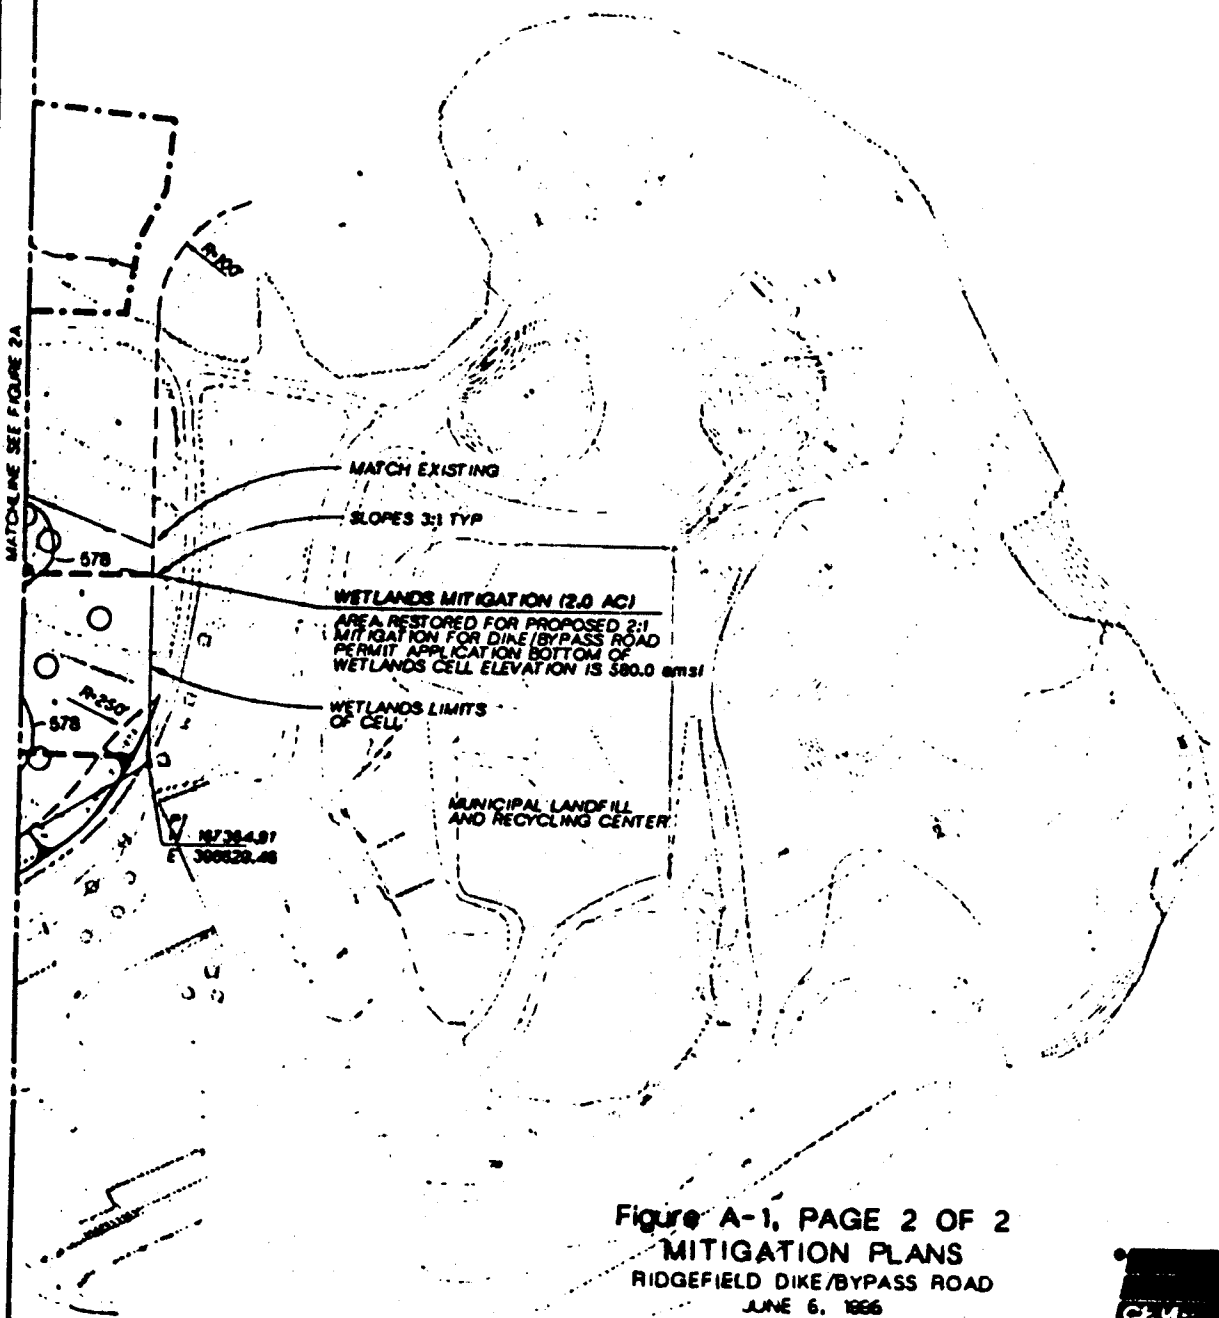 R-100'
MATCHLINE SEE FIGURE 2A
MATCH EXISTING
SLOPES 3:1 TYP
578
WETLANDS MITIGATION (2.0 AC)
AREA RESTORED FOR PROPOSED 2:1
MITIGATION FOR DIKE/BYPASS ROAD
PERMIT APPLICATION BOTTOM OF
WETLANDS CELL ELEVATION IS 580.0 amsl
R-250'
578
WETLANDS LIMITS
OF CELL
MUNICIPAL LANDFILL
AND RECYCLING CENTER
E
Figure A-1, PAGE 2 OF 2
MITIGATION PLANS
RIDGEFIELD DIKE/BYPASS ROAD
JUNE 6,